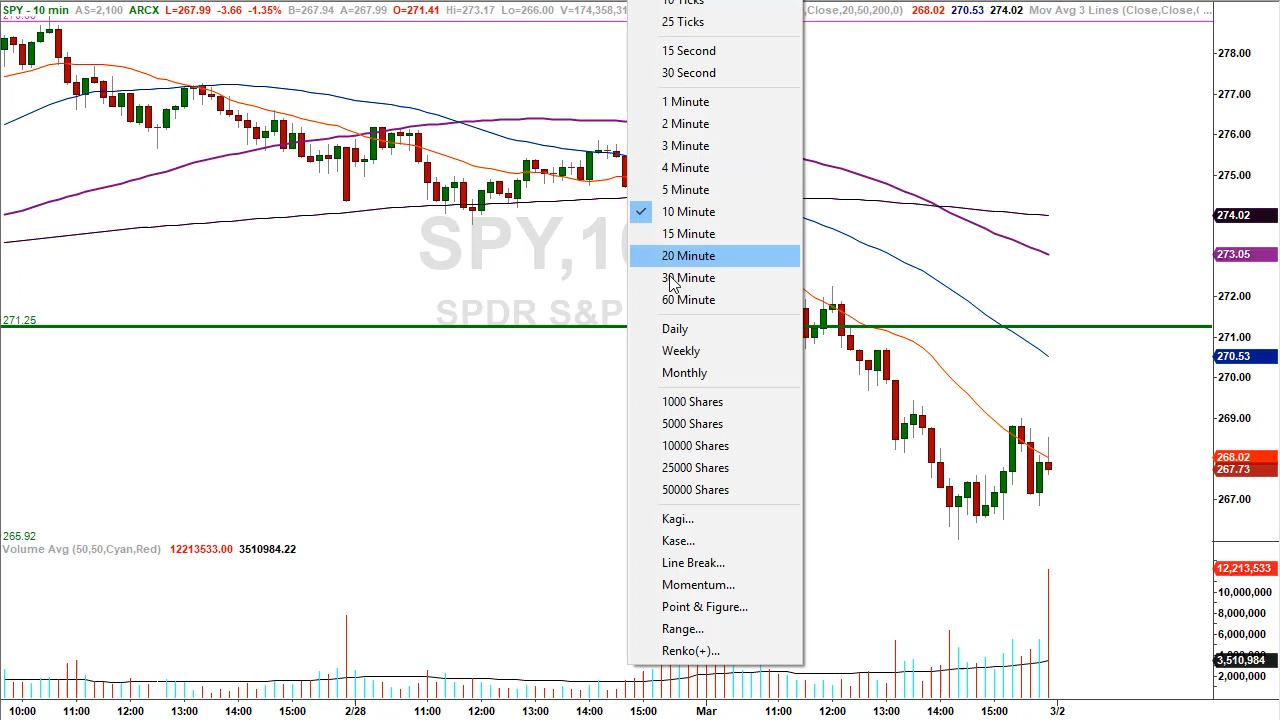 SPY - 10 min AS=2,100 ARCX L=267.99 -3.66 -1.35% B=267.94 A=267.99 O=271.41 Hi=273.17 Lo=266.00 V=174,358,31
Close,20,50,200,0) 268.02 270.53 274.02 Mov Avg 3 Lines (Close,Close,C...
25 Ticks
15 Second
30 Second
1 Minute
2 Minute
3 Minute
4 Minute
5 Minute
10 Minute
15 Minute
20 Minute
30 Minute
60 Minute
Daily
Weekly
Monthly
1000 Shares
5000 Shares
10000 Shares
25000 Shares
50000 Shares
Kagi...
Kase...
Line Break...
Momentum...
Point & Figure...
Range...
Renko(+)...
SPY,10
SPDR S&P
271.25
265.92
Volume Avg (50,50,Cyan,Red) 12213533.00 3510984.22
278.00
277.00
276.00
275.00
274.02
273.05
272.00
271.00
270.53
270.00
269.00
268.02
267.73
267.00
12,213,533
10,000,000
8,000,000
6,000,000
3,510,984
2,000,000
10:00 11:00 12:00 13:00 14:00 15:00 2/28 11:00 12:00 13:00 14:00 15:00 Mar 11:00 12:00 13:00 14:00 15:00 3/2